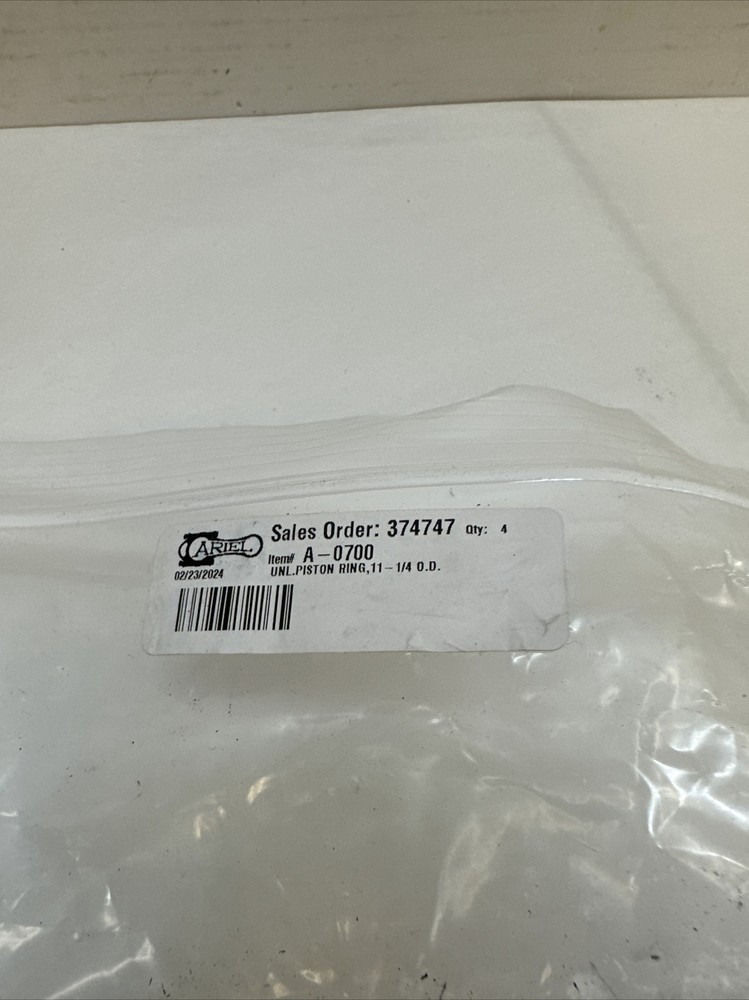 ARIEL
Sales Order: 374747 Qty: 4
Item# A-0700
02/23/2024
UNL.PISTON RING,11-1/4 O.D.